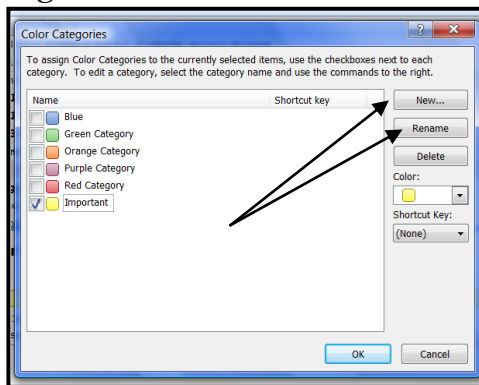 Color Categories
To assign Color Categories to the currently selected items, use the checkboxes next to each
category. To edit a category, select the category name and use the commands to the right.
Name Shortcut key
Blue
Green Category
Orange Category
Purple Category
Red Category
Important
New...
Rename
Delete
Color:
Shortcut Key:
(None)
OK Cancel